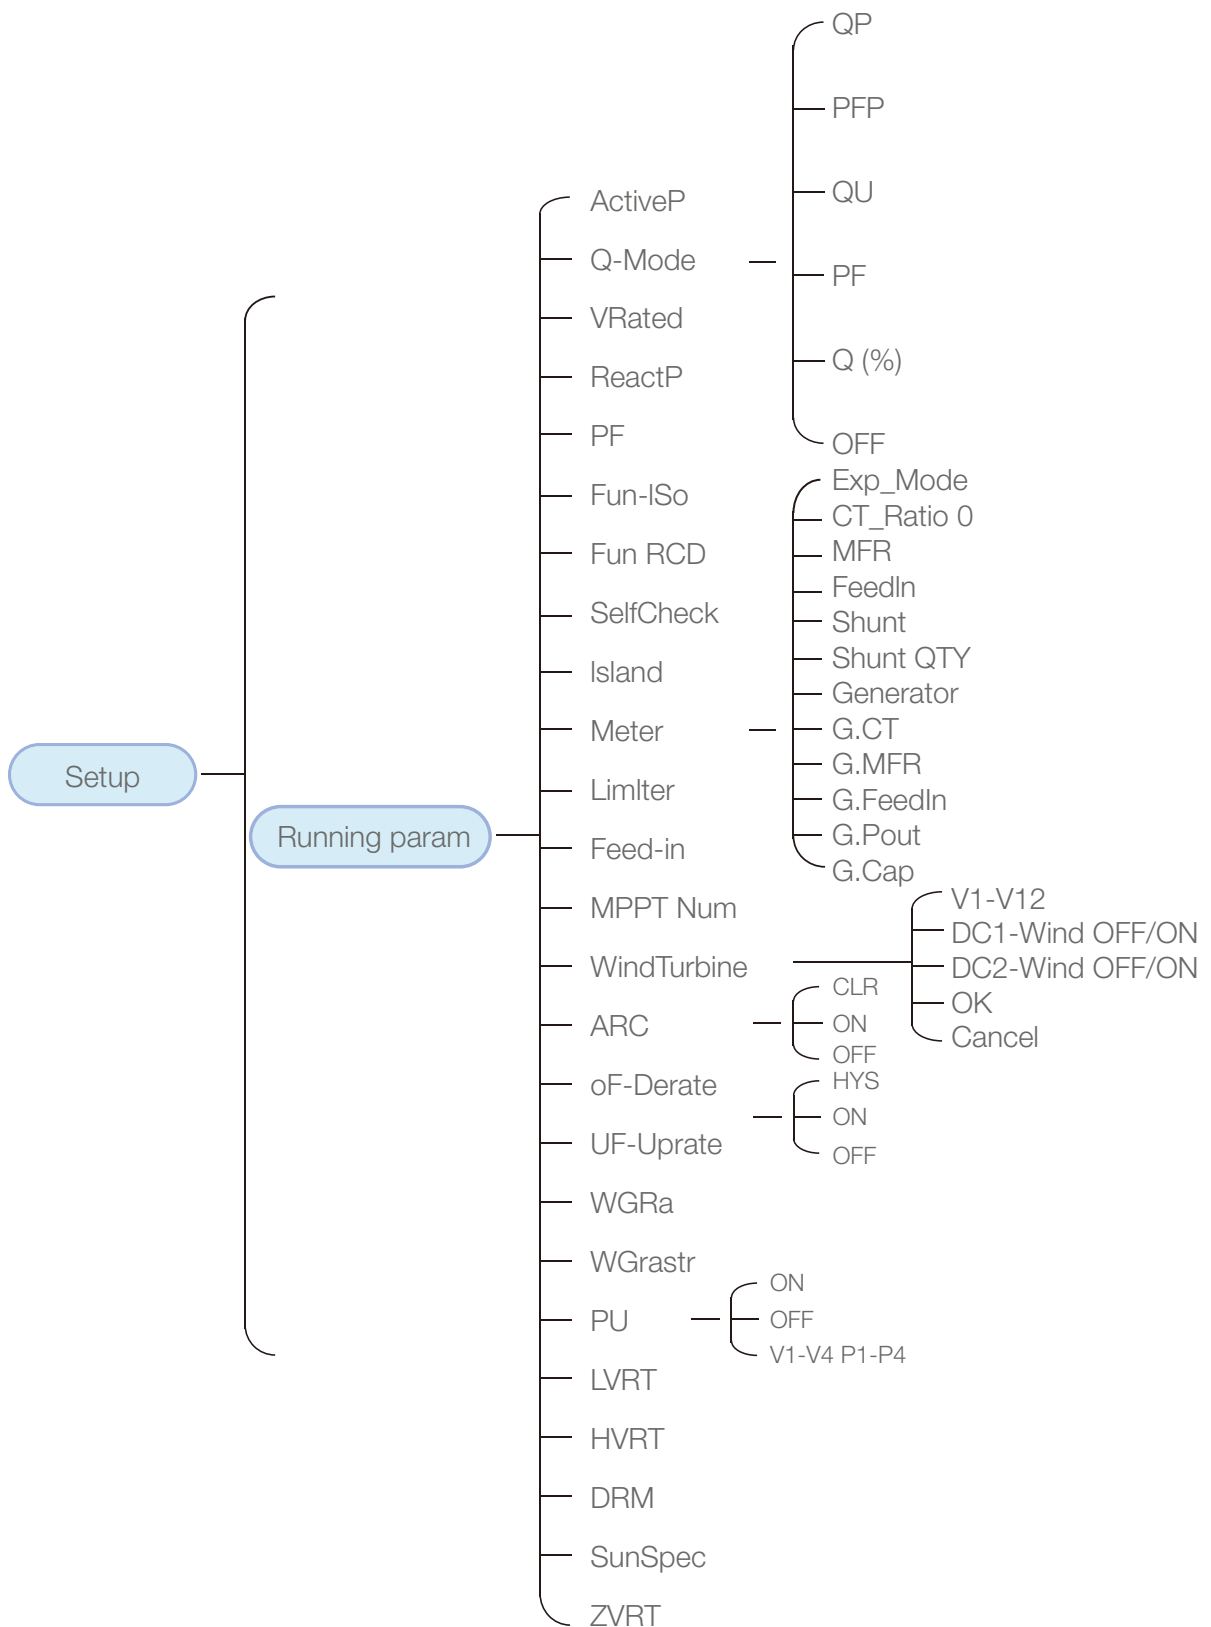 Setup
Running param
ActiveP
Q-Mode
QP
PFP
QU
PF
Q (%)
OFF
VRated
ReactP
PF
Fun-ISo
Fun RCD
SelfCheck
Island
Meter
Exp_Mode
CT_Ratio 0
MFR
FeedIn
Shunt
Shunt QTY
Generator
G.CT
G.MFR
G.FeedIn
G.Pout
G.Cap
LimIter
Feed-in
MPPT Num
WindTurbine
V1-V12
DC1-Wind OFF/ON
DC2-Wind OFF/ON
OK
Cancel
ARC
CLR
ON
OFF
oF-Derate
UF-Uprate
HYS
ON
OFF
WGRa
WGrastr
PU
ON
OFF
V1-V4 P1-P4
LVRT
HVRT
DRM
SunSpec
ZVRT